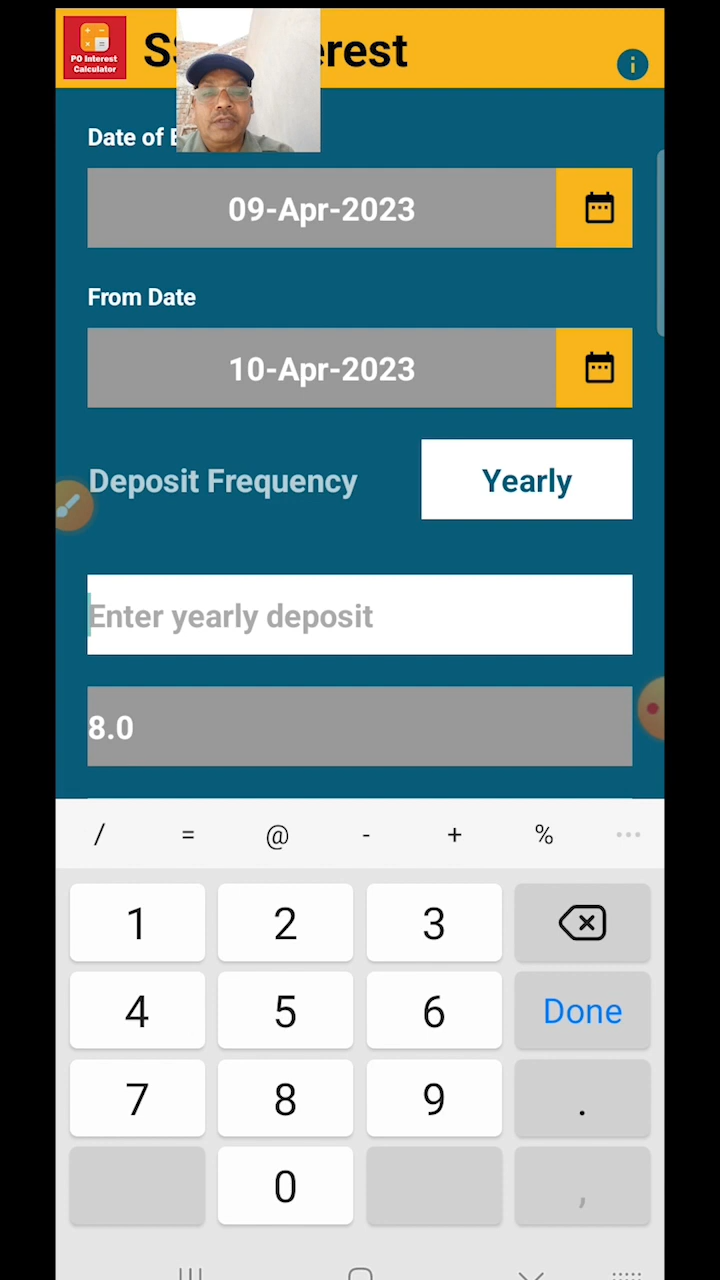 PO Interest
Calculator
Date of
09-Apr-2023
From Date
10-Apr-2023
Deposit Frequency
Yearly
Enter yearly deposit
8.0
/ = @ - + %
1 2 3
4 5 6 Done
7 8 9 .
0 ,